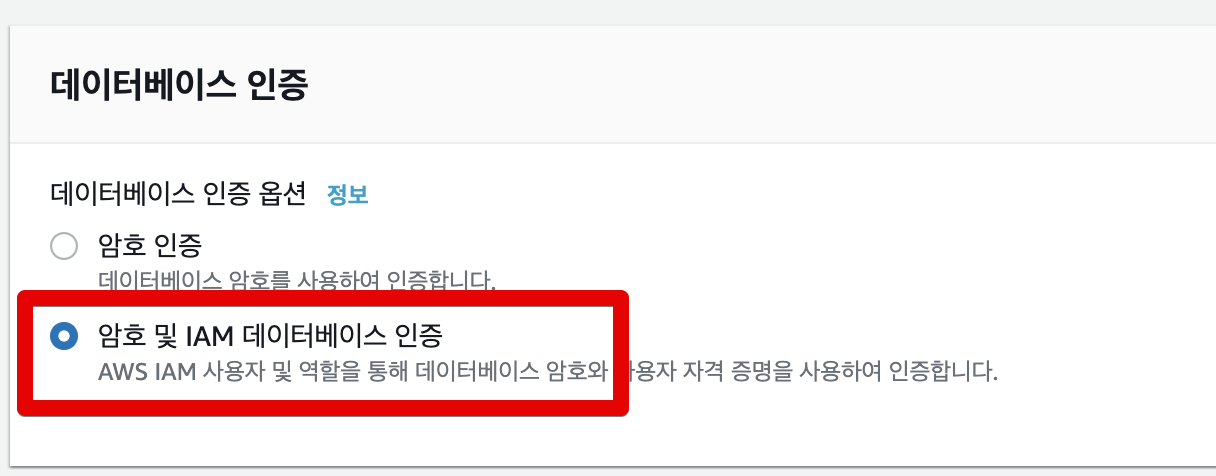 데이터베이스 인증
데이터베이스 인증 옵션 정보
암호 인증
데이터베이스 암호를 사용하여 인증합니다.
암호 및 IAM 데이터베이스 인증
AWS IAM 사용자 및 역할을 통해 데이터베이스 암호와 사용자 자격 증명을 사용하여 인증합니다.